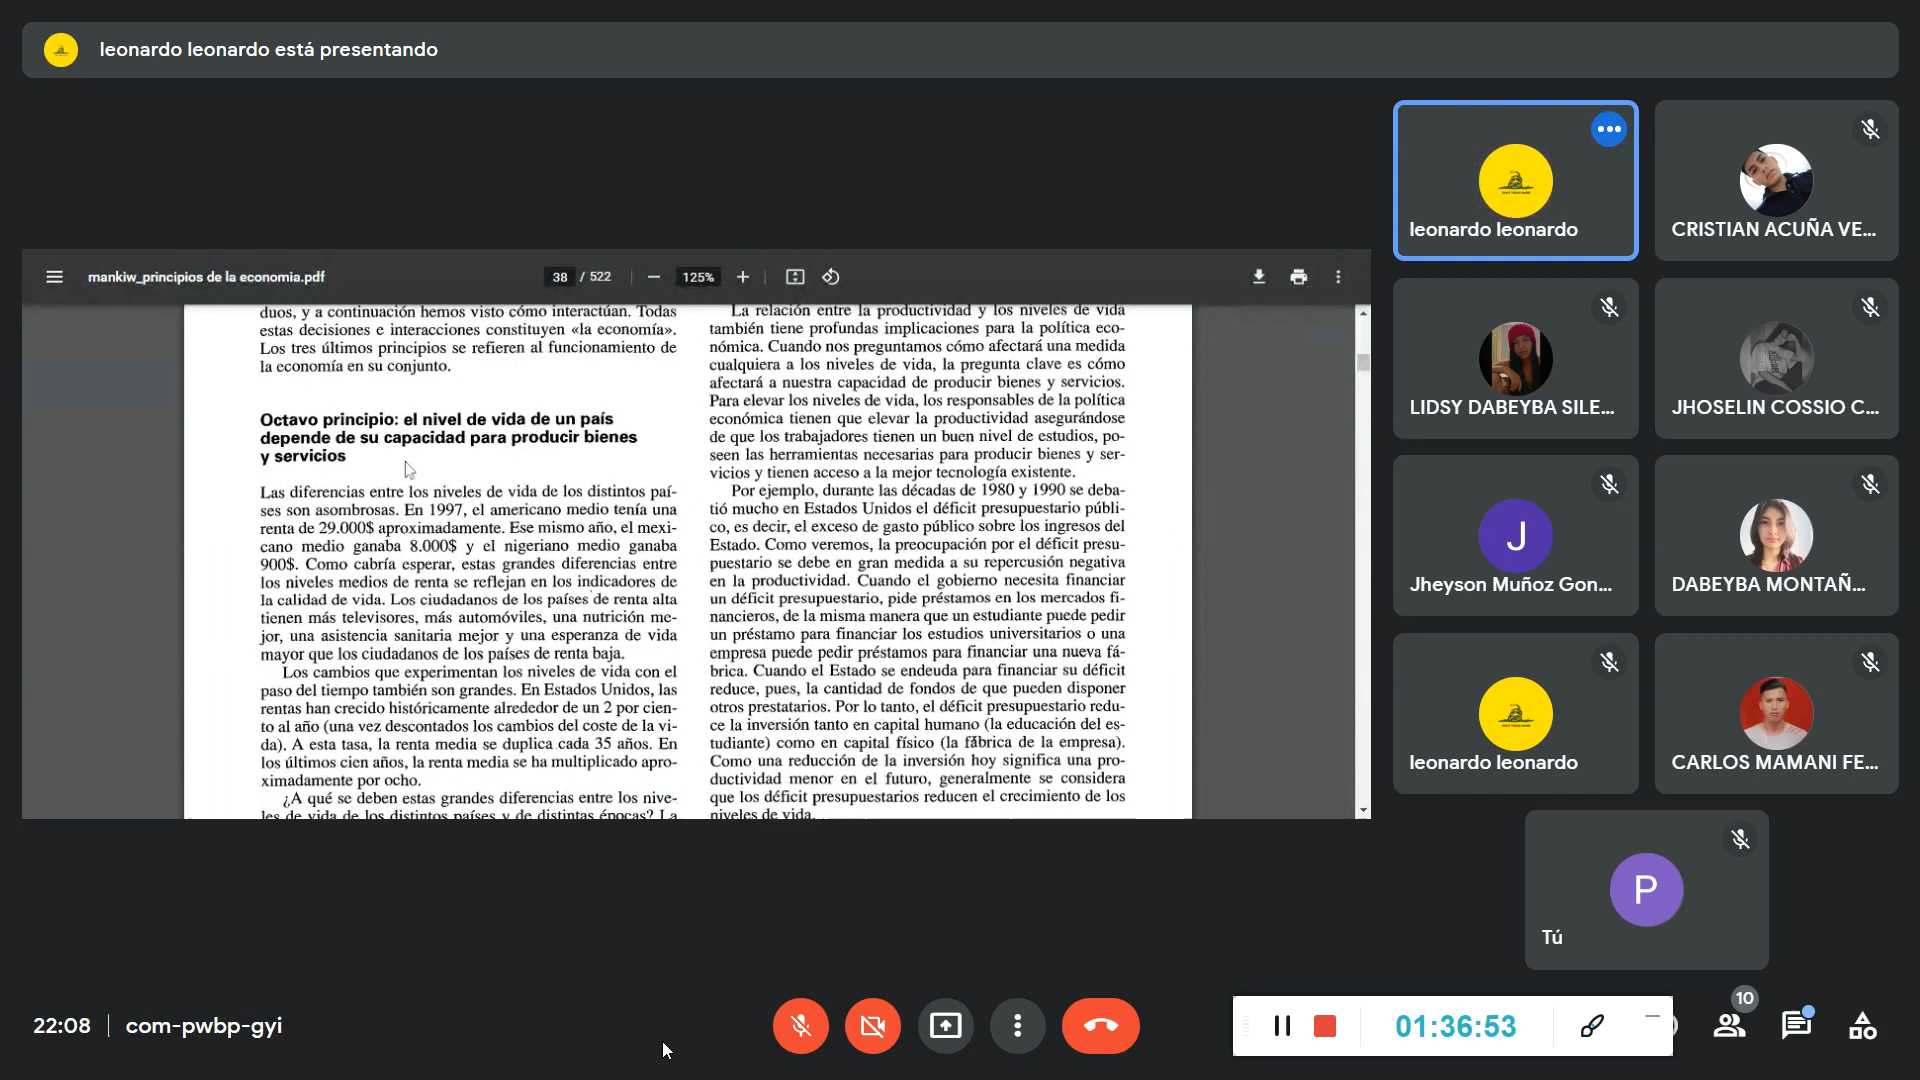 leonardo leonardo está presentando
mankiw_principios de la economia.pdf
38 / 522
125%
duos, y a continuación hemos visto cómo interactúan. Todas
estas decisiones e interacciones constituyen «la economía».
Los tres últimos principios se refieren al funcionamiento de
la economía en su conjunto.
Octavo principio: el nivel de vida de un país
depende de su capacidad para producir bienes
y servicios
Las diferencias entre los niveles de vida de los distintos paí-
ses son asombrosas. En 1997, el americano medio tenía una
renta de 29.000$ aproximadamente. Ese mismo año, el mexi-
cano medio ganaba 8.000$ y el nigeriano medio ganaba
900$. Como cabría esperar, estas grandes diferencias entre
los niveles medios de renta se reflejan en los indicadores de
la calidad de vida. Los ciudadanos de los países de renta alta
tienen más televisores, más automóviles, una nutrición me-
jor, una asistencia sanitaria mejor y una esperanza de vida
mayor que los ciudadanos de los países de renta baja.
Los cambios que experimentan los niveles de vida con el
paso del tiempo también son grandes. En Estados Unidos, las
rentas han crecido históricamente alrededor de un 2 por cien-
to al año (una vez descontados los cambios del coste de la vi-
da). A esta tasa, la renta media se duplica cada 35 años. En
los últimos cien años, la renta media se ha multiplicado apro-
ximadamente por ocho.
¿A qué se deben estas grandes diferencias entre los nive-
les de vida de los distintos países y de distintas épocas? La
La relación entre la productividad y los niveles de vida
también tiene profundas implicaciones para la política eco-
nómica. Cuando nos preguntamos cómo afectará una medida
cualquiera a los niveles de vida, la pregunta clave es cómo
afectará a nuestra capacidad de producir bienes y servicios.
Para elevar los niveles de vida, los responsables de la política
económica tienen que elevar la productividad asegurándose
de que los trabajadores tienen un buen nivel de estudios, po-
seen las herramientas necesarias para producir bienes y ser-
vicios y tienen acceso a la mejor tecnología existente.
Por ejemplo, durante las décadas de 1980 y 1990 se deba-
tió mucho en Estados Unidos el déficit presupuestario públi-
co, es decir, el exceso de gasto público sobre los ingresos del
Estado. Como veremos, la preocupación por el déficit presu-
puestario se debe en gran medida a su repercusión negativa
en la productividad. Cuando el gobierno necesita financiar
un déficit presupuestario, pide préstamos en los mercados fi-
nancieros, de la misma manera que un estudiante puede pedir
un préstamo para financiar los estudios universitarios o una
empresa puede pedir préstamos para financiar una nueva fá-
brica. Cuando el Estado se endeuda para financiar su déficit
reduce, pues, la cantidad de fondos de que pueden disponer
otros prestatarios. Por lo tanto, el déficit presupuestario redu-
ce la inversión tanto en capital humano (la educación del es-
tudiante) como en capital físico (la fábrica de la empresa).
Como una reducción de la inversión hoy significa una pro-
ductividad menor en el futuro, generalmente se considera
que los déficit presupuestarios reducen el crecimiento de los
niveles de vida.
leonardo leonardo
CRISTIAN ACUÑA VE...
LIDSY DABEYBA SILE...
JHOSELIN COSSIO C...
J
Jheyson Muñoz Gon...
DABEYBA MONTAÑ...
leonardo leonardo
CARLOS MAMANI FE...
P
Tú
22:08
com-pwbp-gyi
01:36:53
10